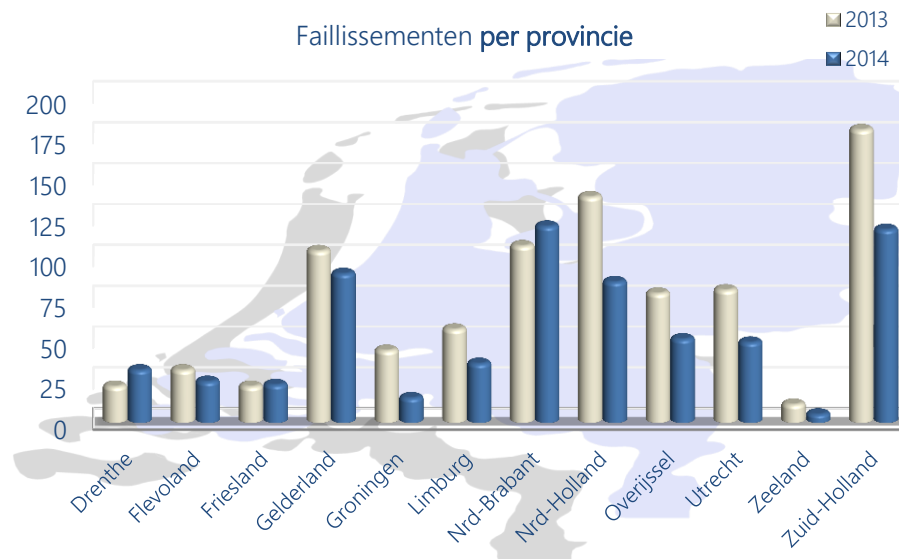 Faillissementen per provincie
2013
2014
200
175
150
125
100
75
50
25
0
Drenthe
Flevoland
Friesland
Gelderland
Groningen
Limburg
Nrd-Brabant
Nrd-Holland
Overijssel
Utrecht
Zeeland
Zuid-Holland